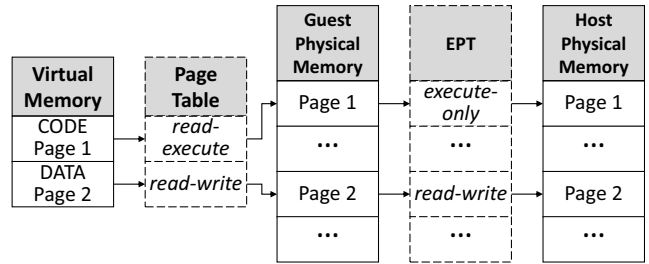 Virtual
Memory
CODE
Page 1
DATA
Page 2
Page
Table
read-
execute
read-write
Guest
Physical
Memory
Page 1
...
Page 2
...
EPT
execute-
only
...
read-write
...
Host
Physical
Memory
Page 1
...
Page 2
...